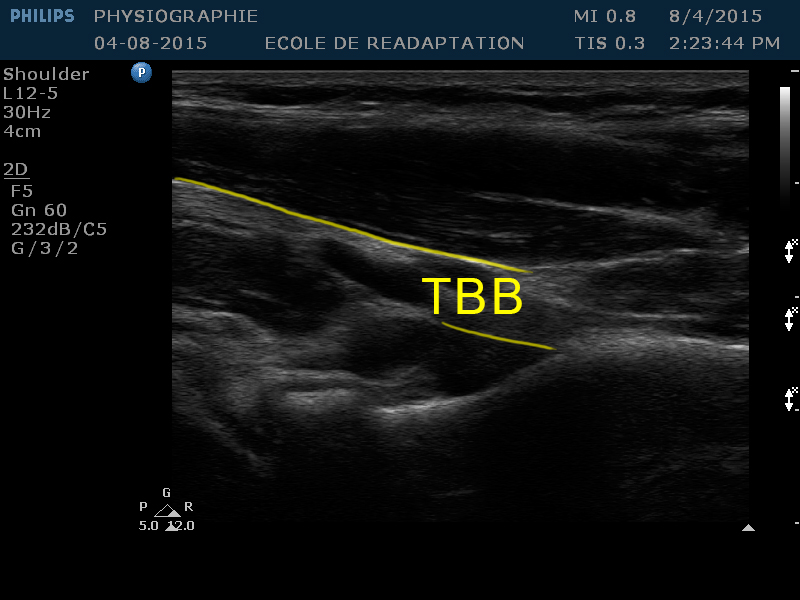 PHILIPS PHYSIOGRAPHIE MI 0.8 8/4/2015
04-08-2015 ECOLE DE READAPTATION TIS 0.3 2:23:44 PM
Shoulder
P
L12-5
30Hz
4cm
2D
F5
Gn 60
232dB/C5
G/3/2
TBB
G
P R
5.0 12.0